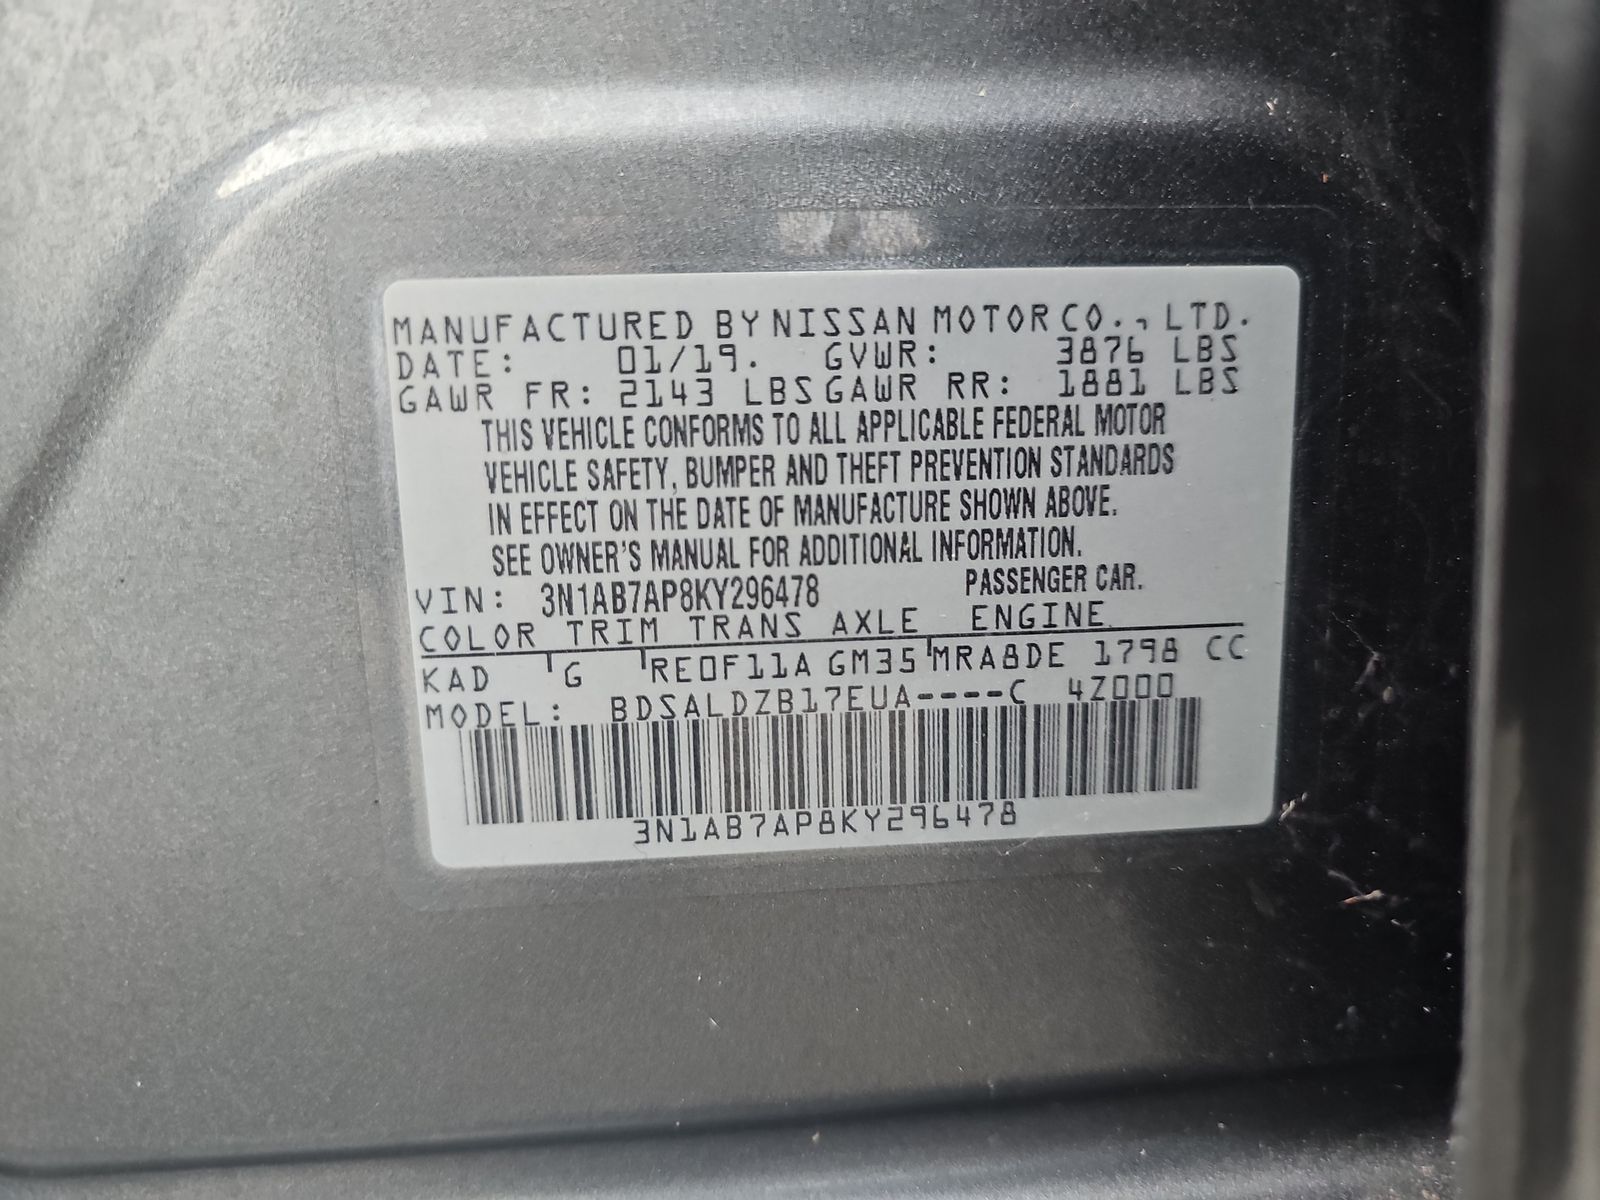 MANUFACTURED BY NISSAN MOTOR CO., LTD.
DATE: 01/19. GVWR: 3876 LBS
GAWR FR: 2143 LBS GAWR RR: 1881 LBS
THIS VEHICLE CONFORMS TO ALL APPLICABLE FEDERAL MOTOR
VEHICLE SAFETY, BUMPER AND THEFT PREVENTION STANDARDS
IN EFFECT ON THE DATE OF MANUFACTURE SHOWN ABOVE.
SEE OWNER'S MANUAL FOR ADDITIONAL INFORMATION.
VIN: 3N1AB7AP8KY296478 PASSENGER CAR.
COLOR TRIM TRANS AXLE ENGINE
KAD G RE0F11A GM35 MRA8DE 1798 CC
MODEL: BDSALDZB17EUA----C 4Z000
3N1AB7AP8KY296478